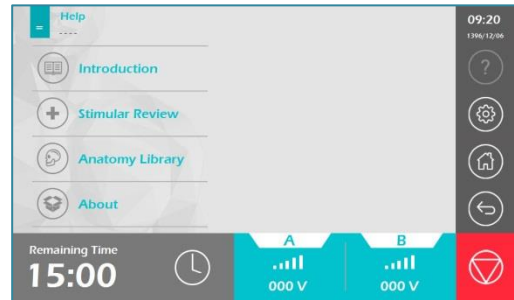 Help
----
Introduction
Stimular Review
Anatomy Library
About
09:20
1396/12/06
?
Remaining Time
15:00
A
000 V
B
000 V